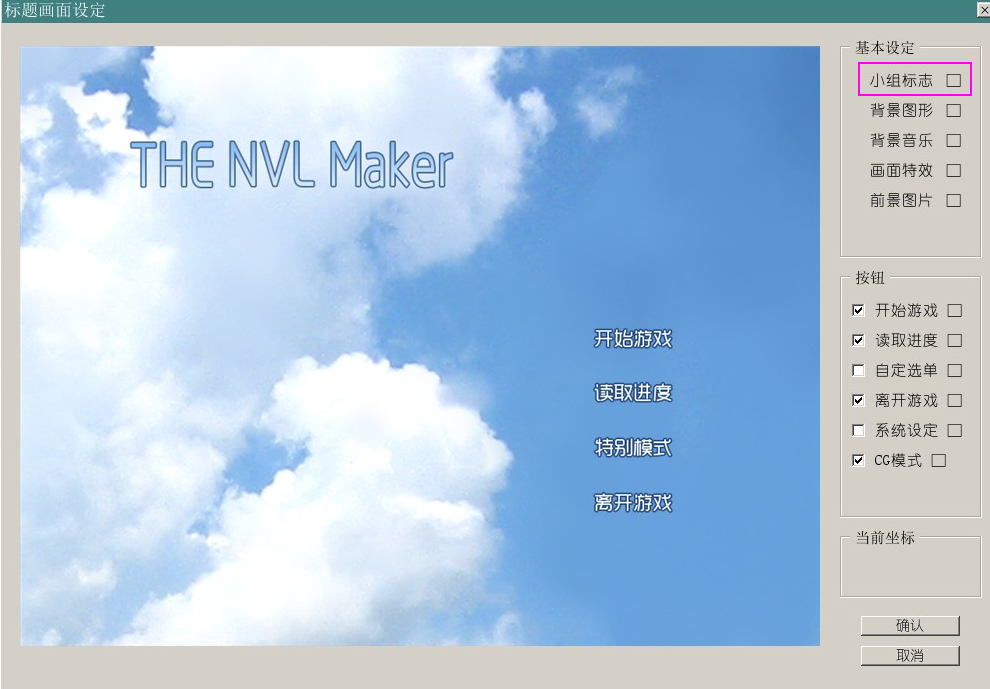 标题画面设定
THE NVL Maker
开始游戏
读取进度
特别模式
离开游戏
基本设定
小组标志
背景图形
背景音乐
画面特效
前景图片
按钮
开始游戏
读取进度
自定选单
离开游戏
系统设定
CG模式
当前坐标
确认
取消